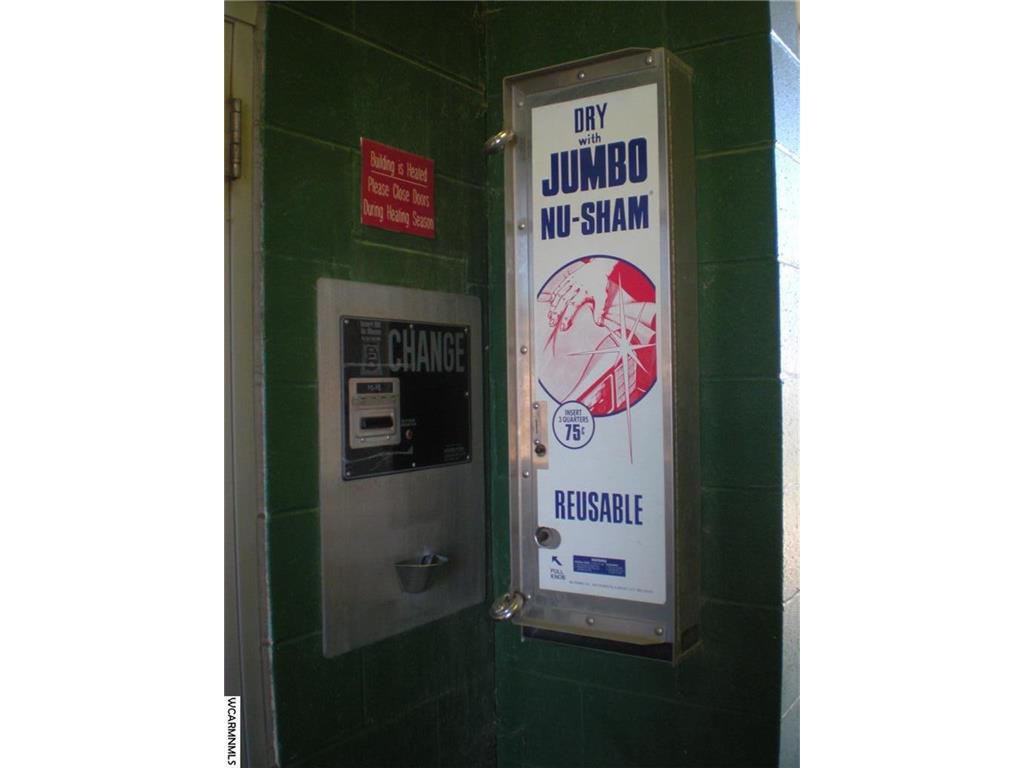 Building is Heated
Please Close Doors
During Heating Season
CHANGE
DRY
with
JUMBO
NU-SHAM
INSERT
3 QUARTERS
75¢
REUSABLE
PULL
KNOB
WARNING
WCARMNMLS